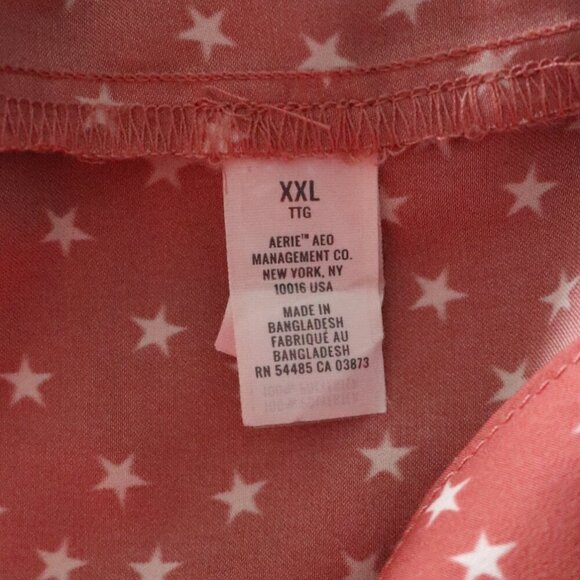 XXL
TTG
AERIE™ AEO
MANAGEMENT CO.
NEW YORK, NY
10016 USA
MADE IN
BANGLADESH
FABRIQUÉ AU
BANGLADESH
RN 54485 CA 03873